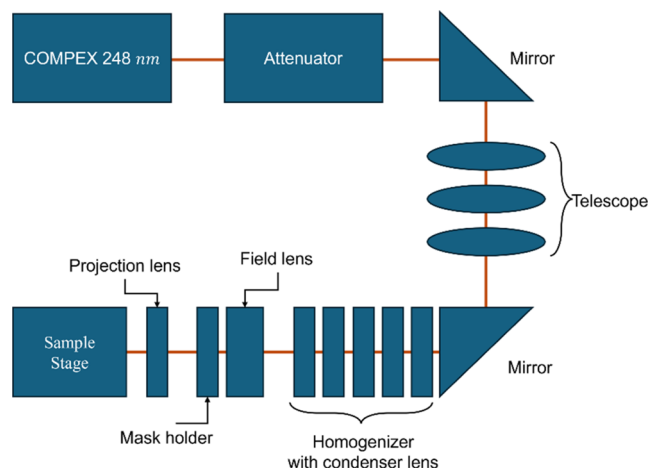 COMPEX 248 nm
Attenuator
Mirror
Telescope
Projection lens
Field lens
Sample
Stage
Mirror
Mask holder
Homogenizer
with condenser lens